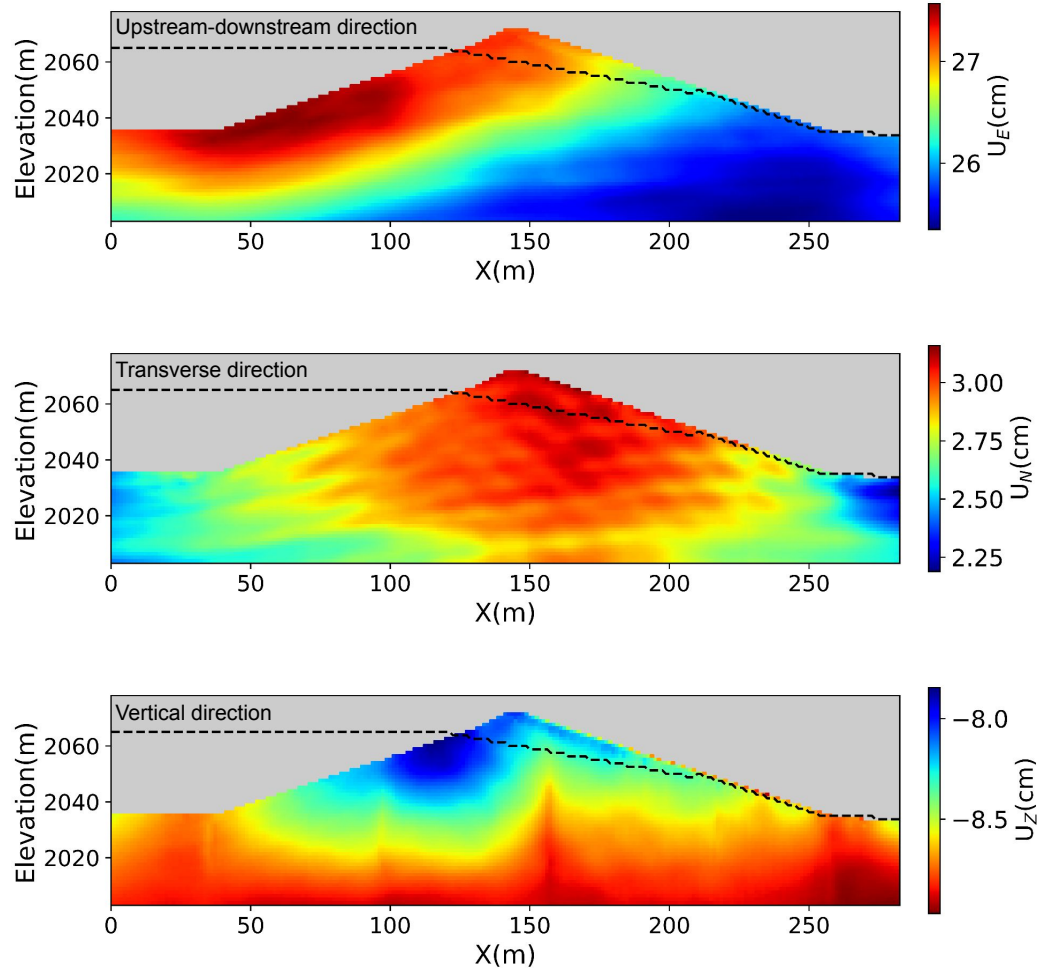 Upstream-downstream direction
Elevation(m)
2060
2040
2020
0 50 100 150 200 250
X(m)
27
26
U_E(cm)
Transverse direction
Elevation(m)
2060
2040
2020
0 50 100 150 200 250
X(m)
3.00
2.75
2.50
2.25
U_N(cm)
Vertical direction
Elevation(m)
2060
2040
2020
0 50 100 150 200 250
X(m)
−8.0
−8.5
U_Z(cm)